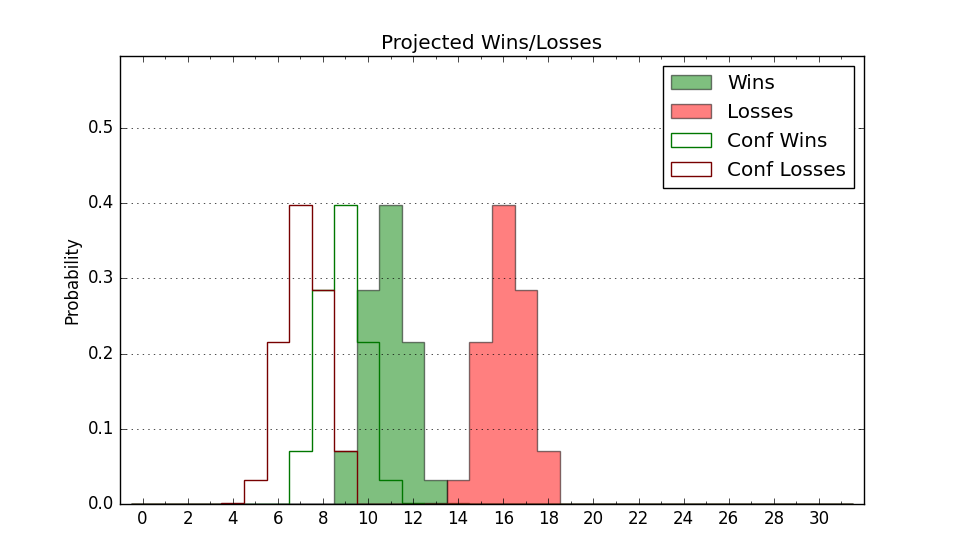 Projected Wins/Losses
Wins
Losses
Conf Wins
Conf Losses
Probability
0.5
0.4
0.3
0.2
0.1
0.0
0 2 4 6 8 10 12 14 16 18 20 22 24 26 28 30